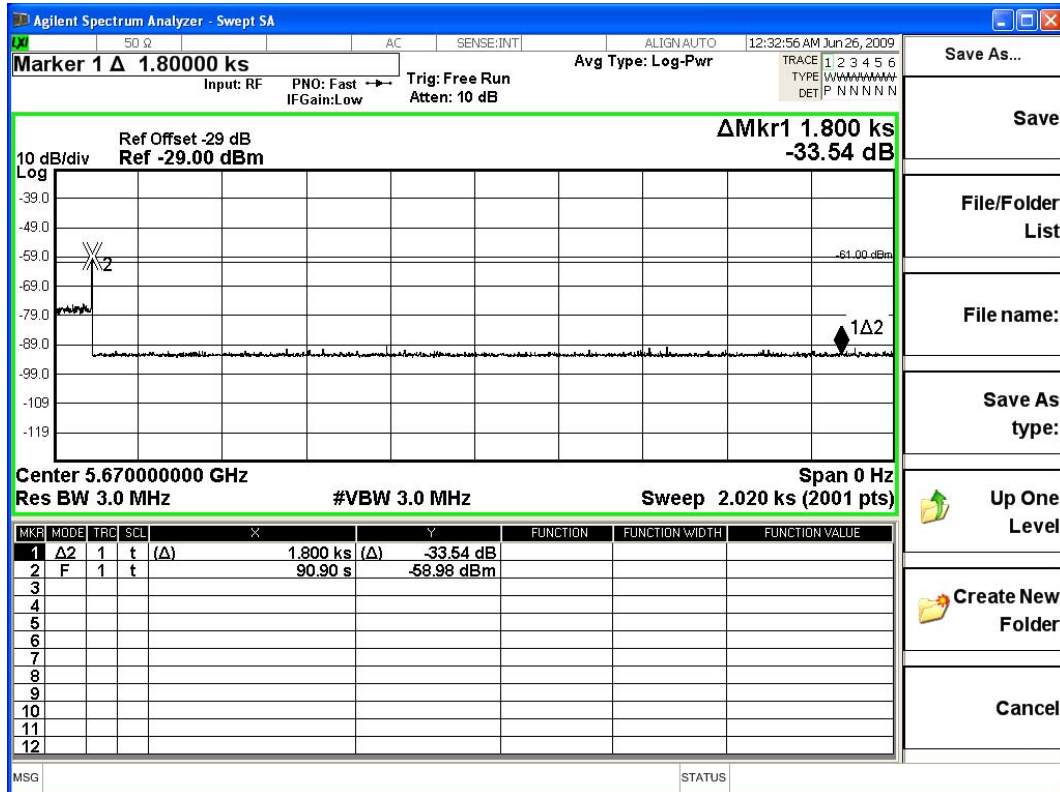 Agilent Spectrum Analyzer - Swept SA
LXI 50 Ω AC SENSE:INT ALIGN AUTO 12:32:56 AM Jun 26, 2009
Marker 1 Δ 1.80000 ks
Input: RF PNO: Fast Trig: Free Run Avg Type: Log-Pwr TRACE 1 2 3 4 5 6
IFGain:Low Atten: 10 dB TYPE WWWWWW
DET P N N N N N
ΔMkr1 1.800 ks
-33.54 dB
Ref Offset -29 dB
10 dB/div Ref -29.00 dBm
Log
-39.0
-49.0
-59.0
-69.0
-79.0
-89.0
-99.0
-109
-119
2
-61.00 dBm
1Δ2
Center 5.670000000 GHz Span 0 Hz
Res BW 3.0 MHz #VBW 3.0 MHz Sweep 2.020 ks (2001 pts)
MKR MODE TRC SCL X Y FUNCTION FUNCTION WIDTH FUNCTION VALUE
1 Δ2 1 t (Δ) 1.800 ks (Δ) -33.54 dB
2 F 1 t 90.90 s -58.98 dBm
3
4
5
6
7
8
9
10
11
12
MSG STATUS
Save As...
Save
File/Folder
List
File name:
Save As
type:
Up One
Level
Create New
Folder
Cancel